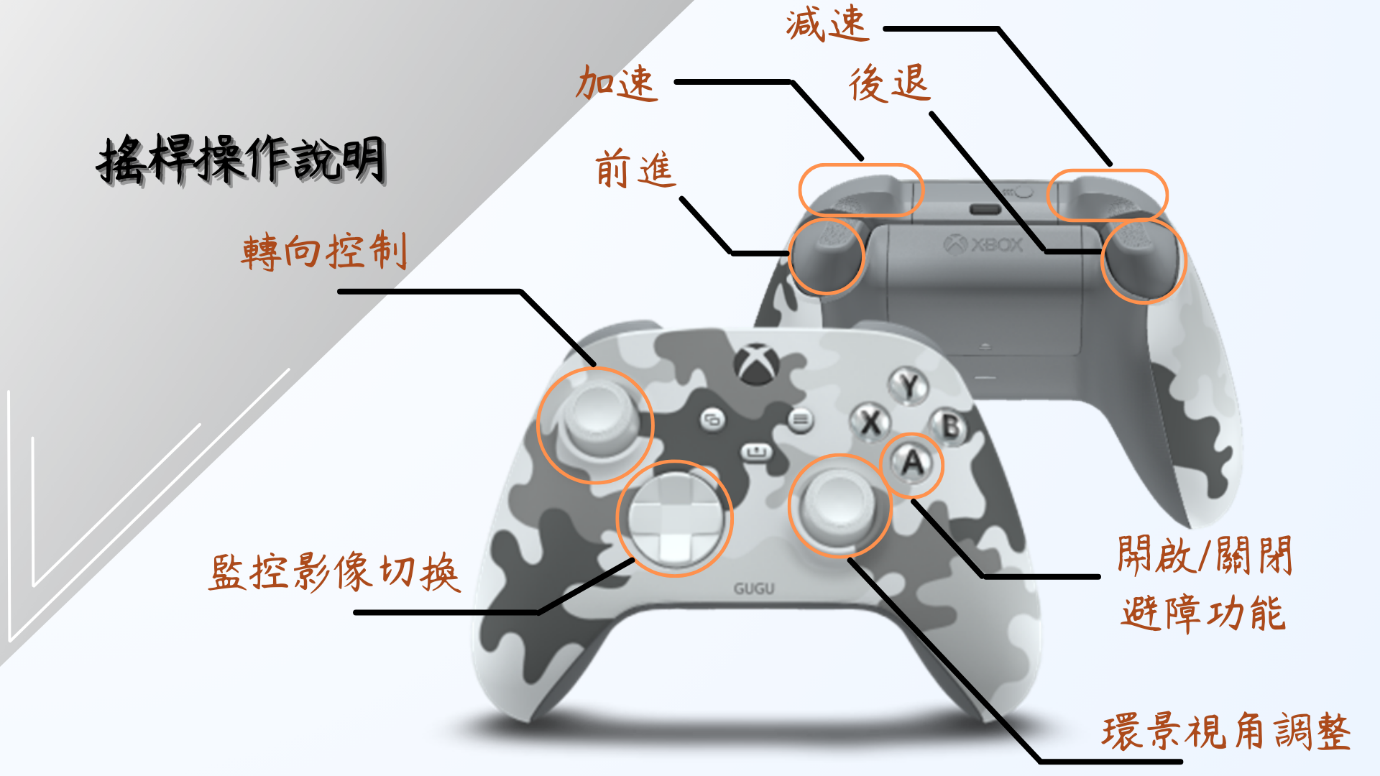 減速
加速
後退
前進
搖桿操作說明
轉向控制
XBOX
Y
X
B
A
監控影像切換
GUGU
開啟/關閉
避障功能
環景視角調整